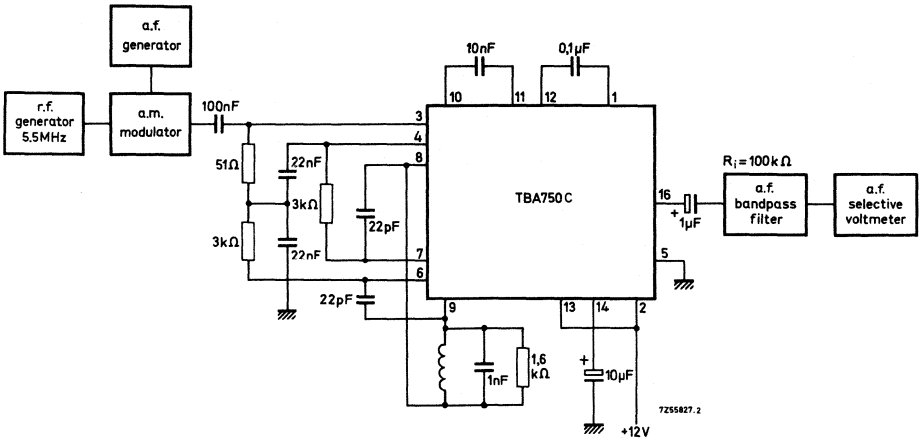 a.f.
generator
r.f.
generator
5.5MHz
a.m.
modulator
100nF
10nF
0,1µF
10
11
12
1
3
4
8
51Ω
22nF
3kΩ
22pF
3kΩ
22nF
7
6
22pF
9
TBA750C
16
+
1µF
Ri = 100kΩ
a.f.
bandpass
filter
a.f.
selective
voltmeter
5
13
14
2
1nF
1,6
kΩ
+
10µF
7Z55827.2
+12V